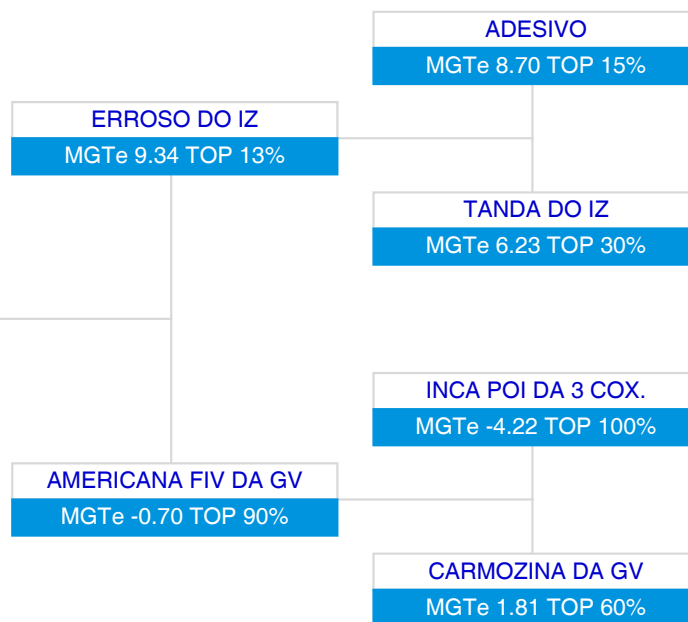 ADESIVO
MGTe 8.70 TOP 15%
ERROSO DO IZ
MGTe 9.34 TOP 13%
TANDA DO IZ
MGTe 6.23 TOP 30%
INCA POI DA 3 COX.
MGTe -4.22 TOP 100%
AMERICANA FIV DA GV
MGTe -0.70 TOP 90%
CARMOZINA DA GV
MGTe 1.81 TOP 60%